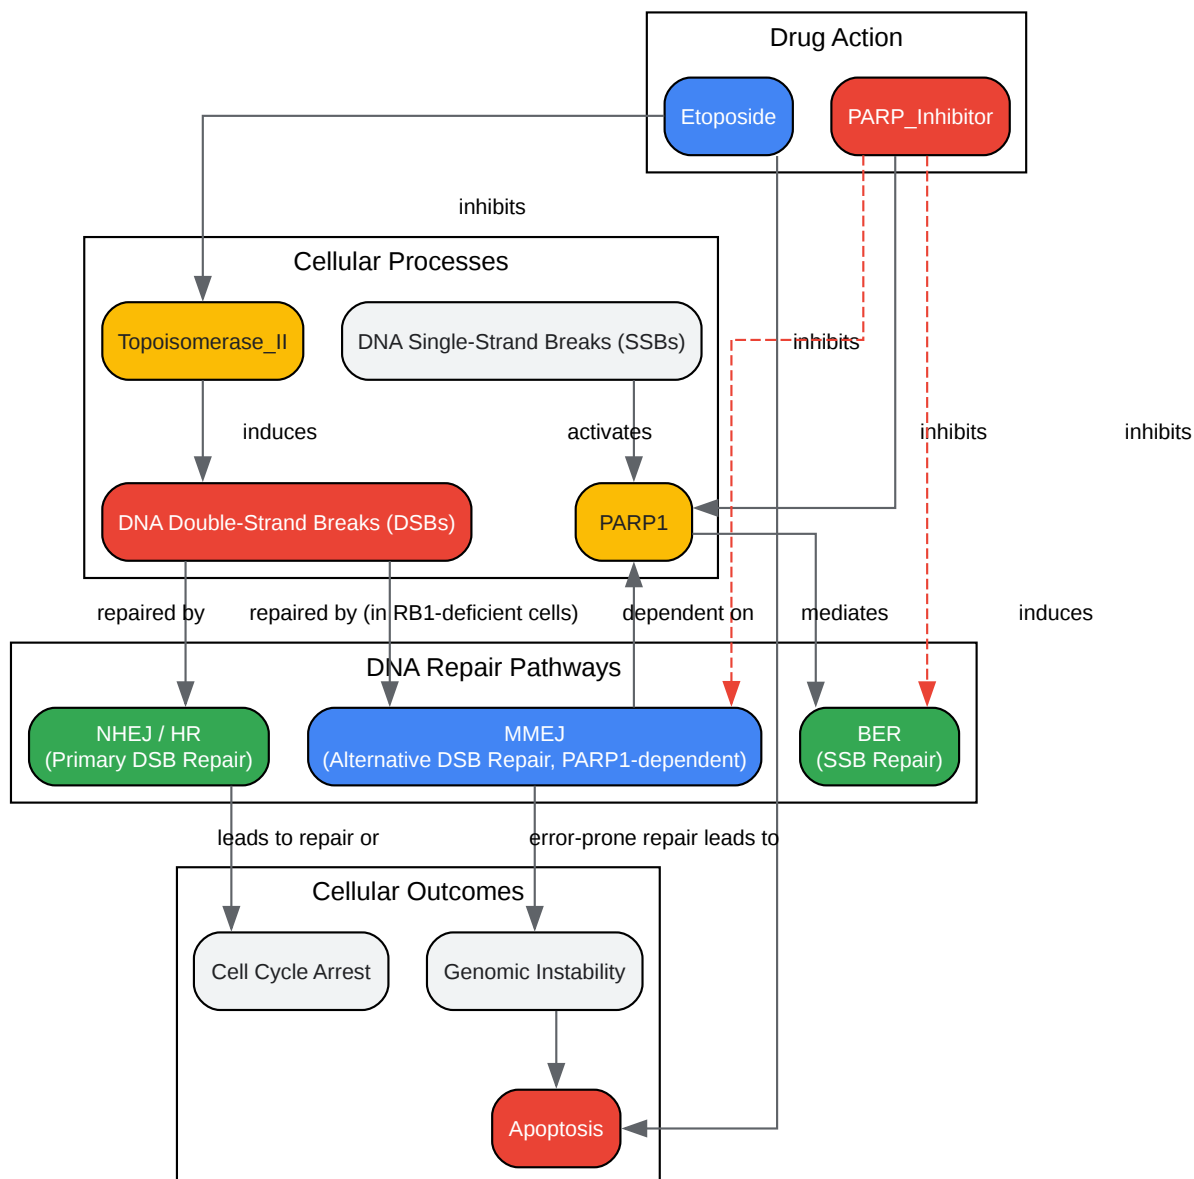 Drug Action
Etoposide
PARP_Inhibitor
inhibits
Cellular Processes
Topoisomerase_II
DNA Single-Strand Breaks (SSBs)
inhibits
induces
activates
inhibits
inhibits
DNA Double-Strand Breaks (DSBs)
PARP1
repaired by
repaired by (in RB1-deficient cells)
dependent on
mediates
induces
DNA Repair Pathways
NHEJ / HR
(Primary DSB Repair)
MMEJ
(Alternative DSB Repair, PARP1-dependent)
BER
(SSB Repair)
leads to repair or
error-prone repair leads to
Cellular Outcomes
Cell Cycle Arrest
Genomic Instability
Apoptosis